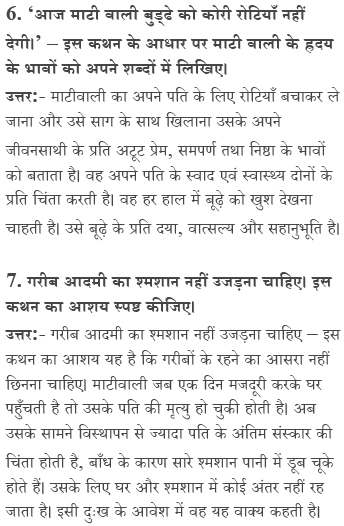 6. ‘आज माटी वाली बुड्ढे को कोरी रोटियाँ नहीं
देगी।’ – इस कथन के आधार पर माटी वाली के ह्रदय
के भावों को अपने शब्दों में लिखिए।
उत्तर:- माटीवाली का अपने पति के लिए रोटियाँ बचाकर ले
जाना और उसे साग के साथ खिलाना उसके अपने
जीवनसाथी के प्रति अटूट प्रेम, समपर्ण तथा निष्ठा के भावों
को बताता है। वह अपने पति के स्वाद एवं स्वास्थ्य दोनों के
प्रति चिंता करती है। वह हर हाल में बूढ़े को खुश देखना
चाहती है। उसे बूढ़े के प्रति दया, वात्सल्य और सहानुभूति है।
7. गरीब आदमी का श्मशान नहीं उजड़ना चाहिए। इस
कथन का आशय स्पष्ट कीजिए।
उत्तर:- गरीब आदमी का श्मशान नहीं उजड़ना चाहिए – इस
कथन का आशय यह है कि गरीबों के रहने का आसरा नहीं
छिनना चाहिए। माटीवाली जब एक दिन मजदूरी करके घर
पहुँचती है तो उसके पति की मृत्यु हो चुकी होती है। अब
उसके सामने विस्थापन से ज्यादा पति के अंतिम संस्कार की
चिंता होती है, बाँध के कारण सारे श्मशान पानी में डूब चूके
होते हैं। उसके लिए घर और श्मशान में कोई अंतर नहीं रह
जाता है। इसी दुःख के आवेश में वह यह वाक्य कहती है।